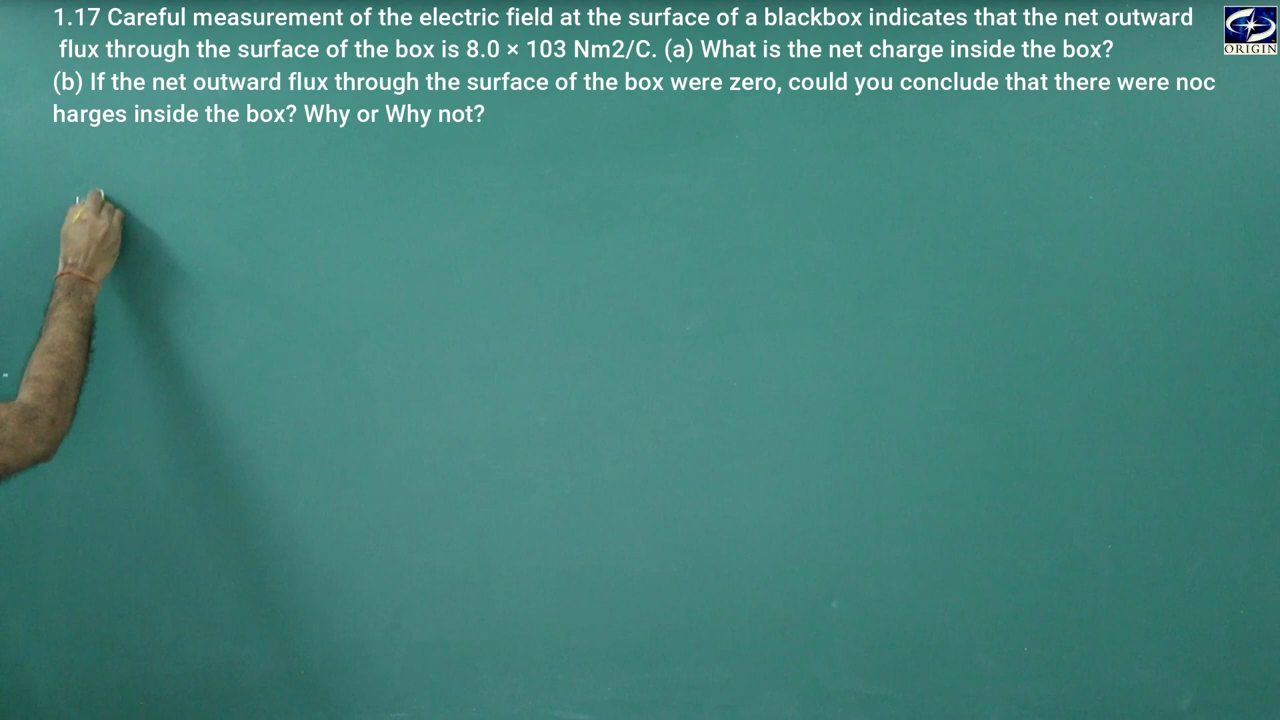 1.17 Careful measurement of the electric field at the surface of a blackbox indicates that the net outward
flux through the surface of the box is 8.0 × 103 Nm2/C. (a) What is the net charge inside the box?
(b) If the net outward flux through the surface of the box were zero, could you conclude that there were noc
harges inside the box? Why or Why not?
ORIGIN